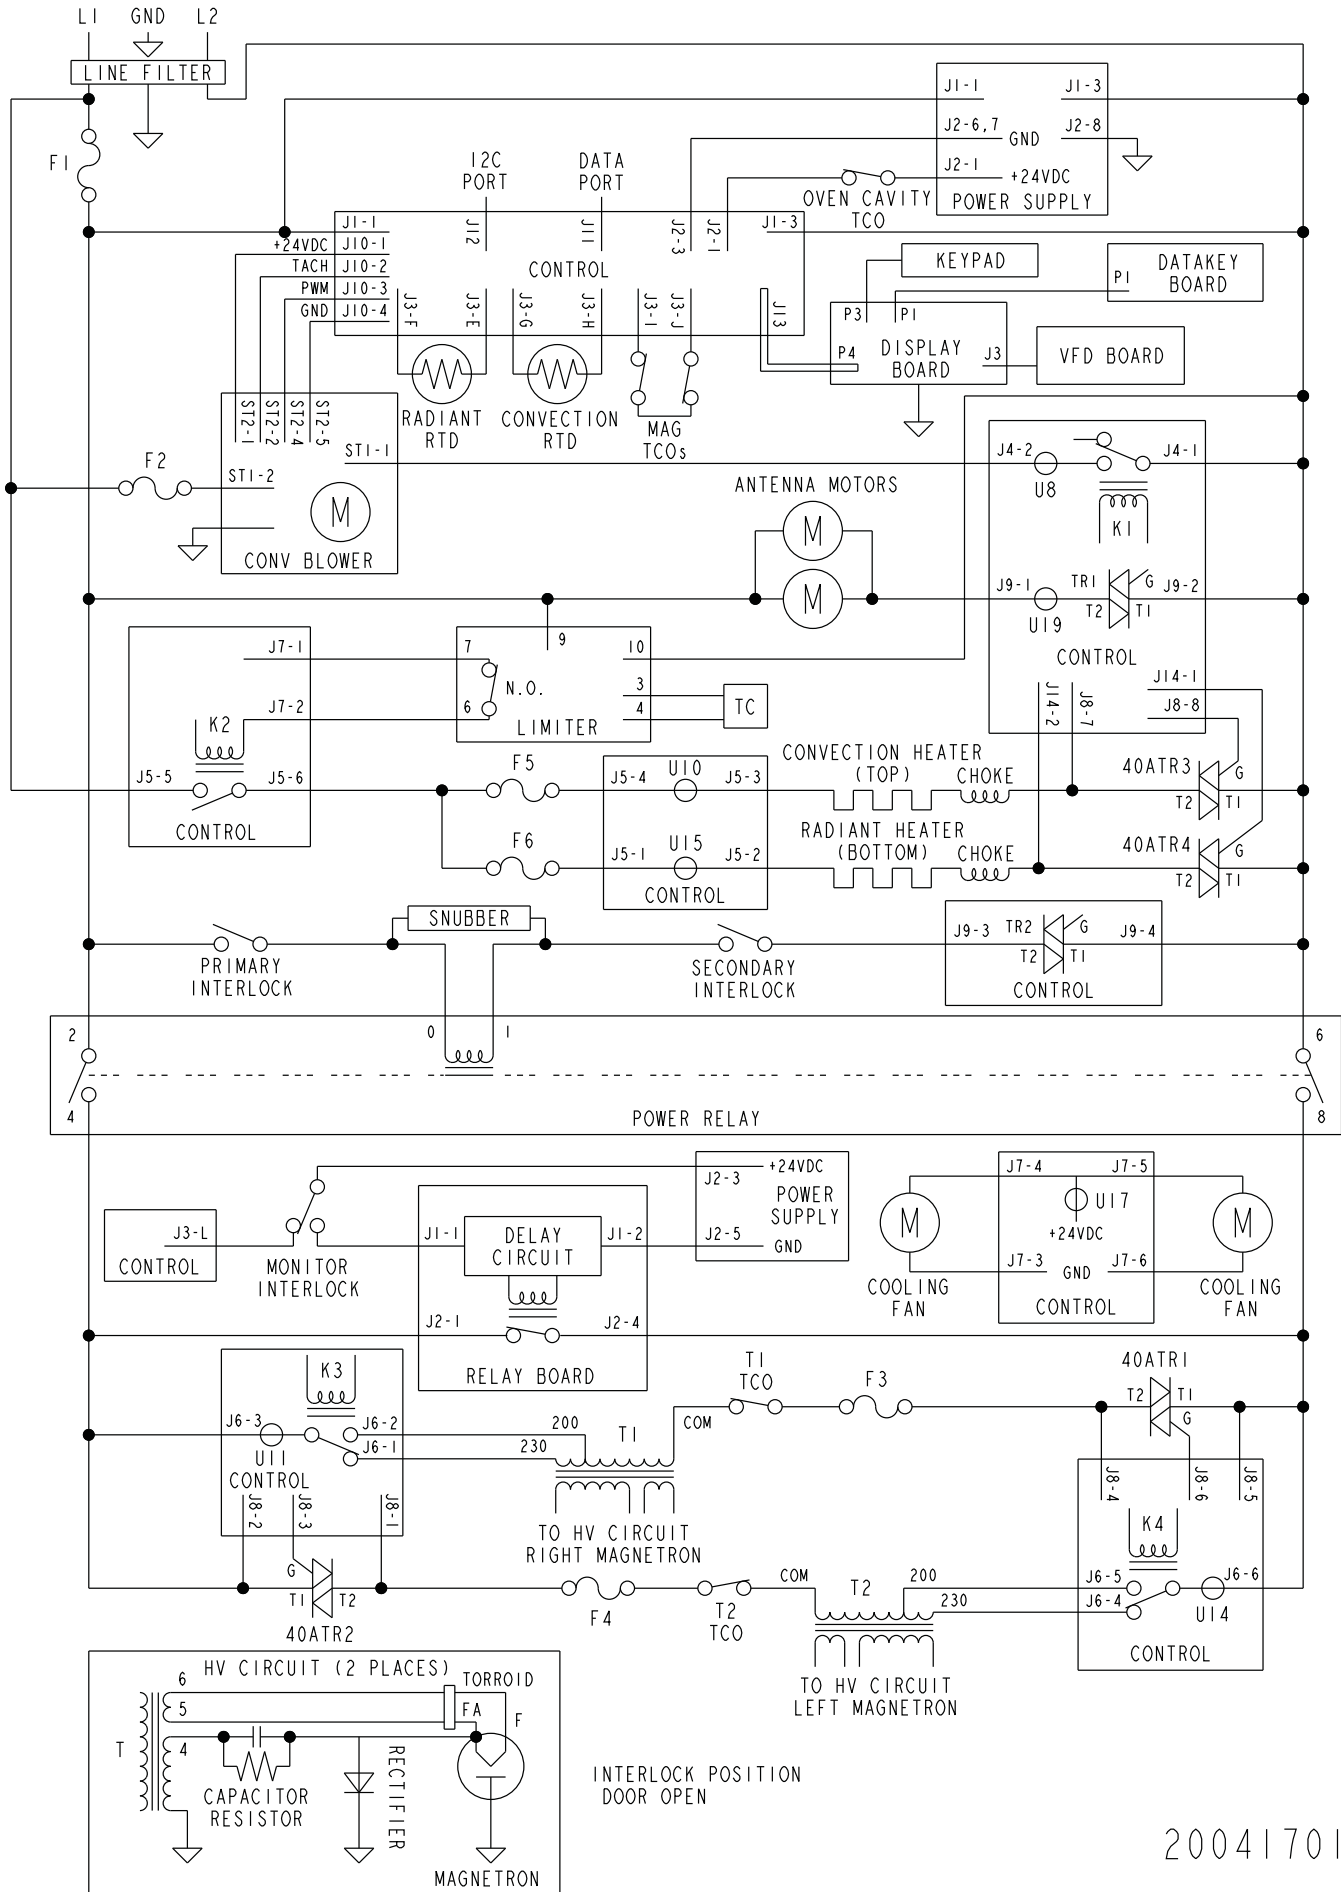 L1 GND L2
LINE FILTER
F1
J1-1 J1-3
J2-6,7 GND J2-8
J2-1 +24VDC
POWER SUPPLY
OVEN CAVITY
TCO
I2C
PORT
DATA
PORT
J1-1 J12 J11 J2-3 J2-1 J1-3
+24VDC J10-1
TACH J10-2
PWM J10-3
GND J10-4
CONTROL
J3-F J3-E J3-G J3-H J3-I J3-J J13
KEYPAD
DATAKEY
BOARD
P1
P3 P1
P4 DISPLAY
BOARD
J3
VFD BOARD
RADIANT
RTD
CONVECTION
RTD
MAG
TCOs
ST2-1 ST2-2 ST2-4 ST2-5
ST1-1
F2
ST1-2
M
CONV BLOWER
ANTENNA MOTORS
M
M
J4-2 U8 J4-1
K1
J9-1 TR1 G J9-2
U19 T2 T1
CONTROL
J14-2 J8-7 J14-1
J8-8
J7-1
K2 J7-2
J5-5 J5-6
CONTROL
7 9 10
N.O. 3
6 4
LIMITER
TC
F5
J5-4 U10 J5-3
CONVECTION HEATER
(TOP)
CHOKE
40ATR3 G
T2 T1
F6
J5-1 U15 J5-2
CONTROL
RADIANT HEATER
(BOTTOM)
CHOKE
40ATR4 G
T2 T1
SNUBBER
PRIMARY
INTERLOCK
SECONDARY
INTERLOCK
J9-3 TR2 G J9-4
T2 T1
CONTROL
2 0 1 6
4 8
POWER RELAY
J3-L
CONTROL
MONITOR
INTERLOCK
J1-1 DELAY
CIRCUIT
J1-2
J2-1 J2-4
RELAY BOARD
J2-3 +24VDC
POWER
SUPPLY
J2-5 GND
M
COOLING
FAN
J7-4 J7-5
U17
+24VDC
J7-3 GND J7-6
CONTROL
M
COOLING
FAN
K3
J6-3 J6-2
U11 J6-1
CONTROL
J8-2 J8-3 J8-1
G
T1 T2
40ATR2
200
230
T1
COM
TO HV CIRCUIT
RIGHT MAGNETRON
T1
TCO
F3
40ATR1
T2 T1
G
J8-4 J8-6 J8-5
K4
J6-5 J6-6
J6-4 U14
CONTROL
F4
T2
TCO
COM T2 200
230
TO HV CIRCUIT
LEFT MAGNETRON
HV CIRCUIT (2 PLACES)
6 TORROID
5 FA F
T 4
CAPACITOR
RESISTOR
RECTIFIER
MAGNETRON
INTERLOCK POSITION
DOOR OPEN
20041701